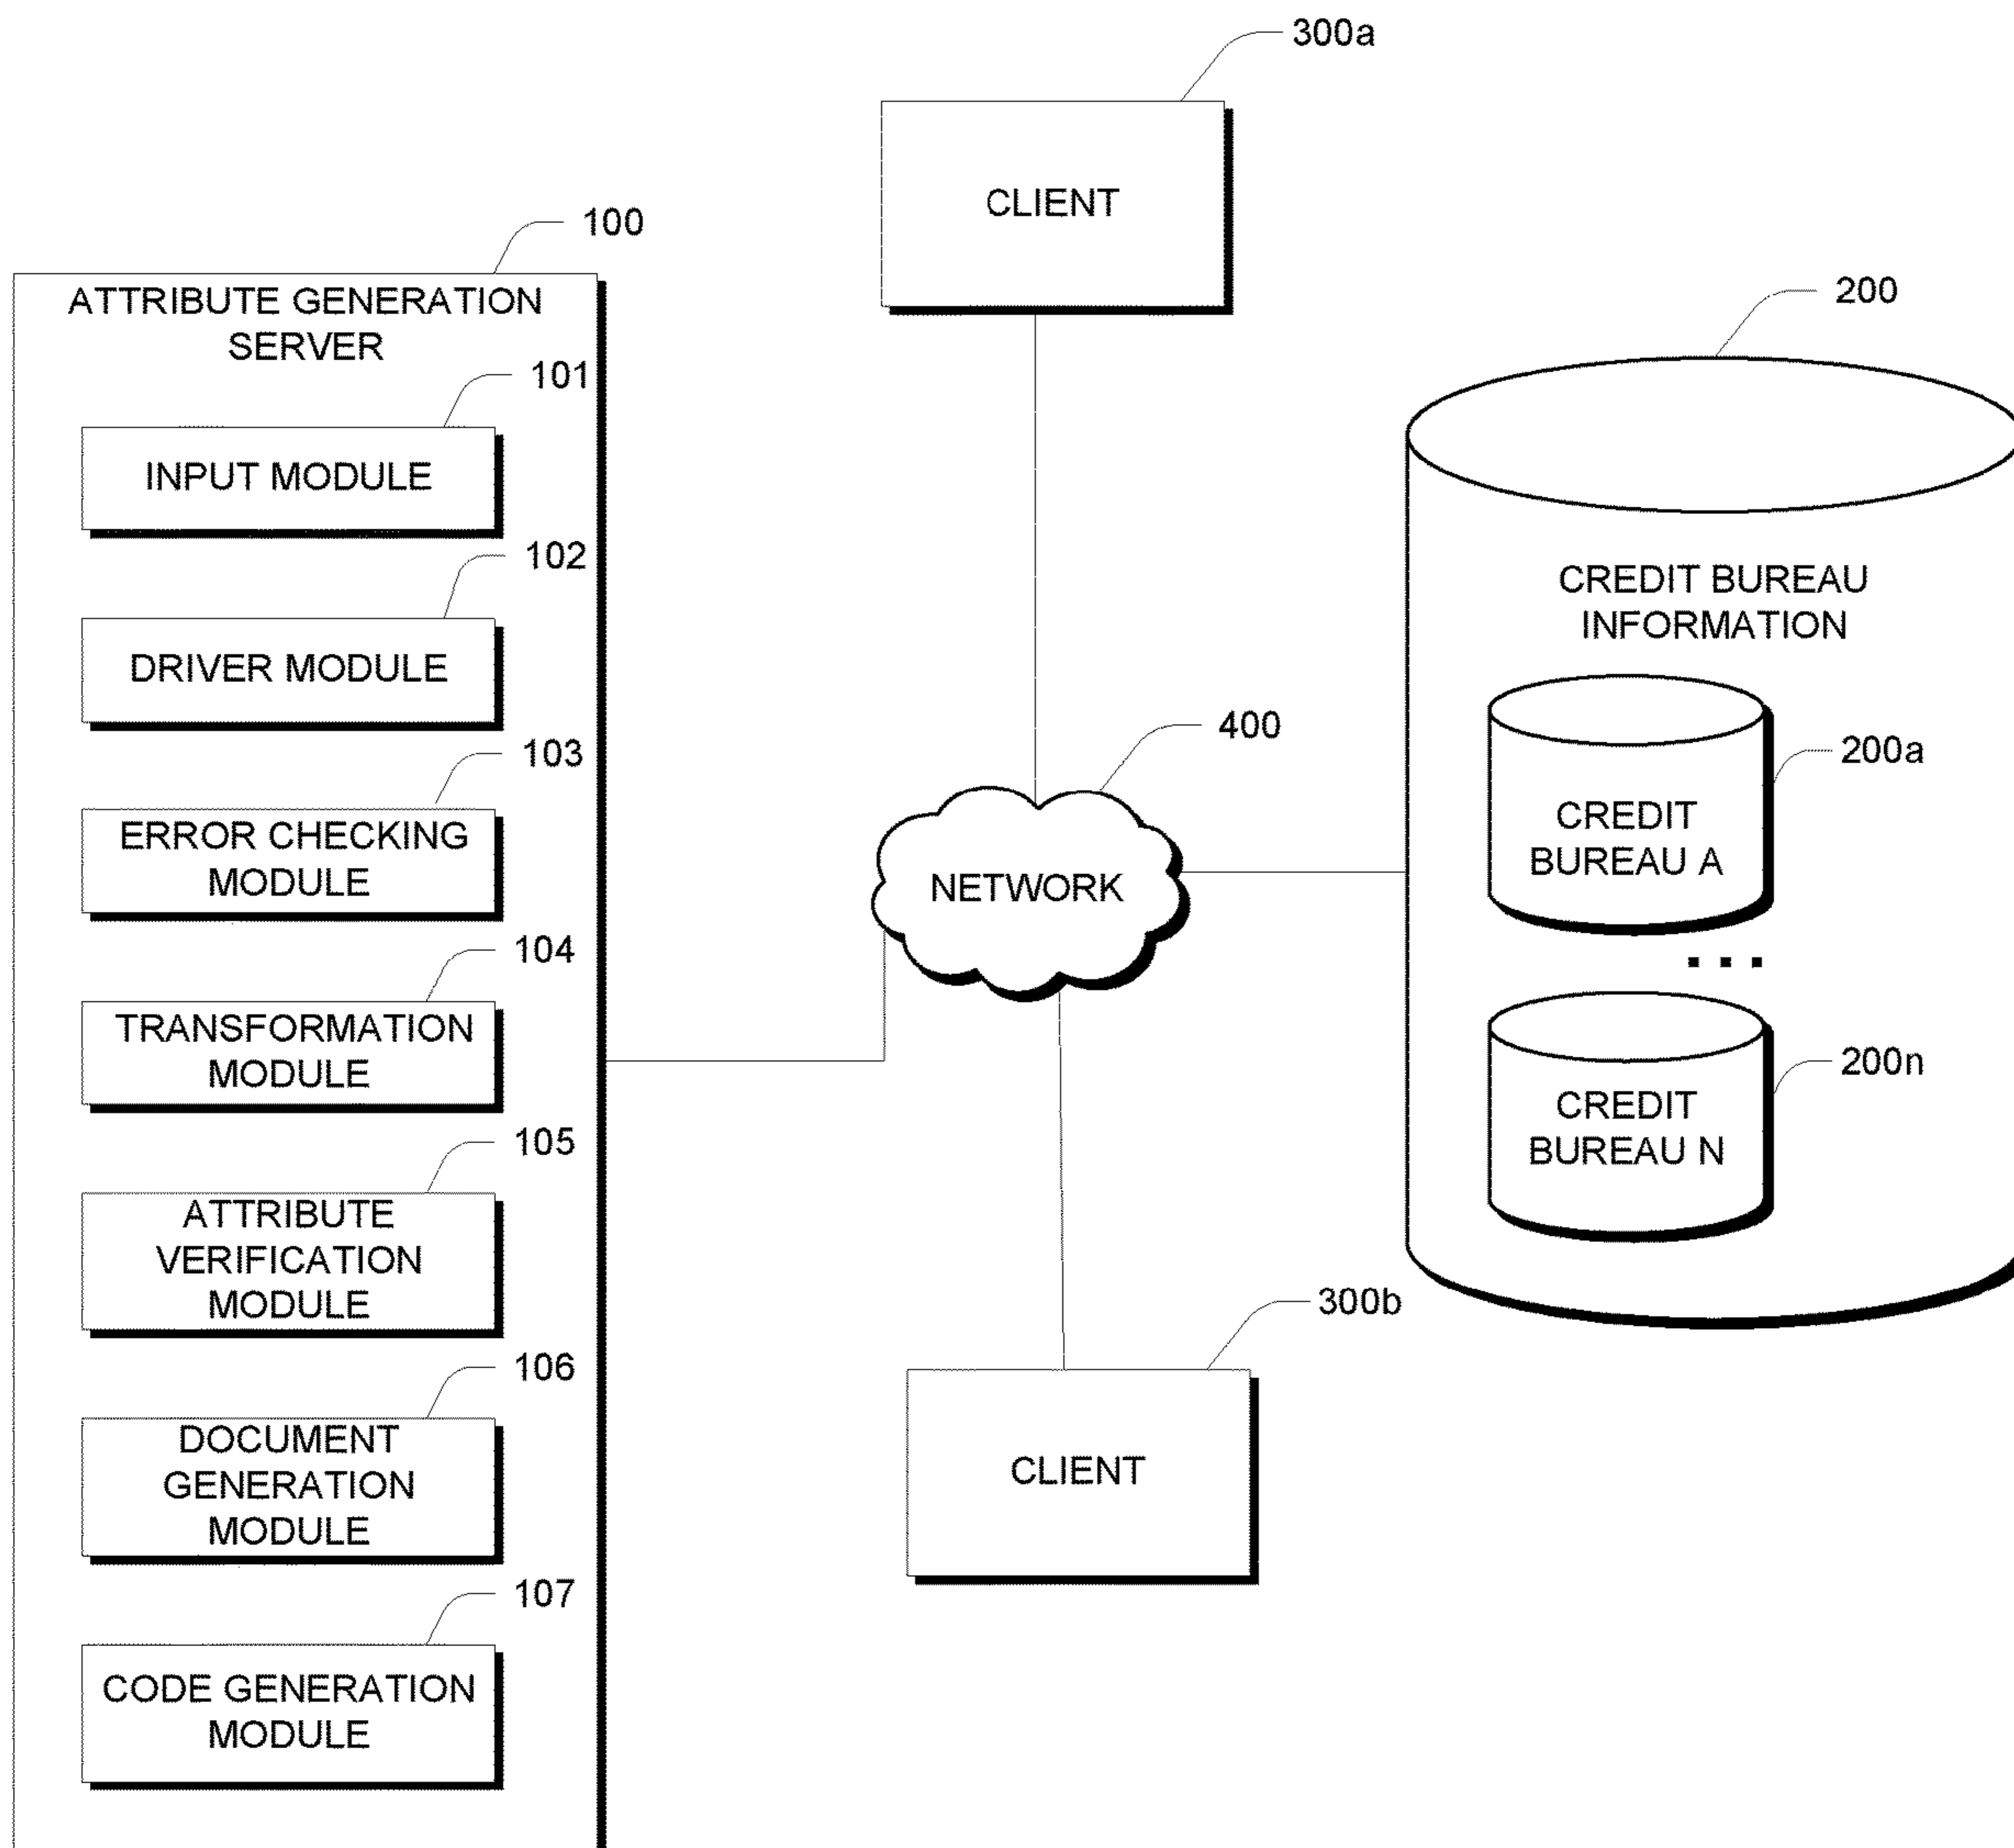 300a
CLIENT
100
ATTRIBUTE GENERATION
SERVER
101
INPUT MODULE
102
DRIVER MODULE
103
ERROR CHECKING
MODULE
104
TRANSFORMATION
MODULE
105
ATTRIBUTE
VERIFICATION
MODULE
106
DOCUMENT
GENERATION
MODULE
107
CODE GENERATION
MODULE
400
NETWORK
300b
CLIENT
200
CREDIT BUREAU
INFORMATION
200a
CREDIT
BUREAU A
...
200n
CREDIT
BUREAU N